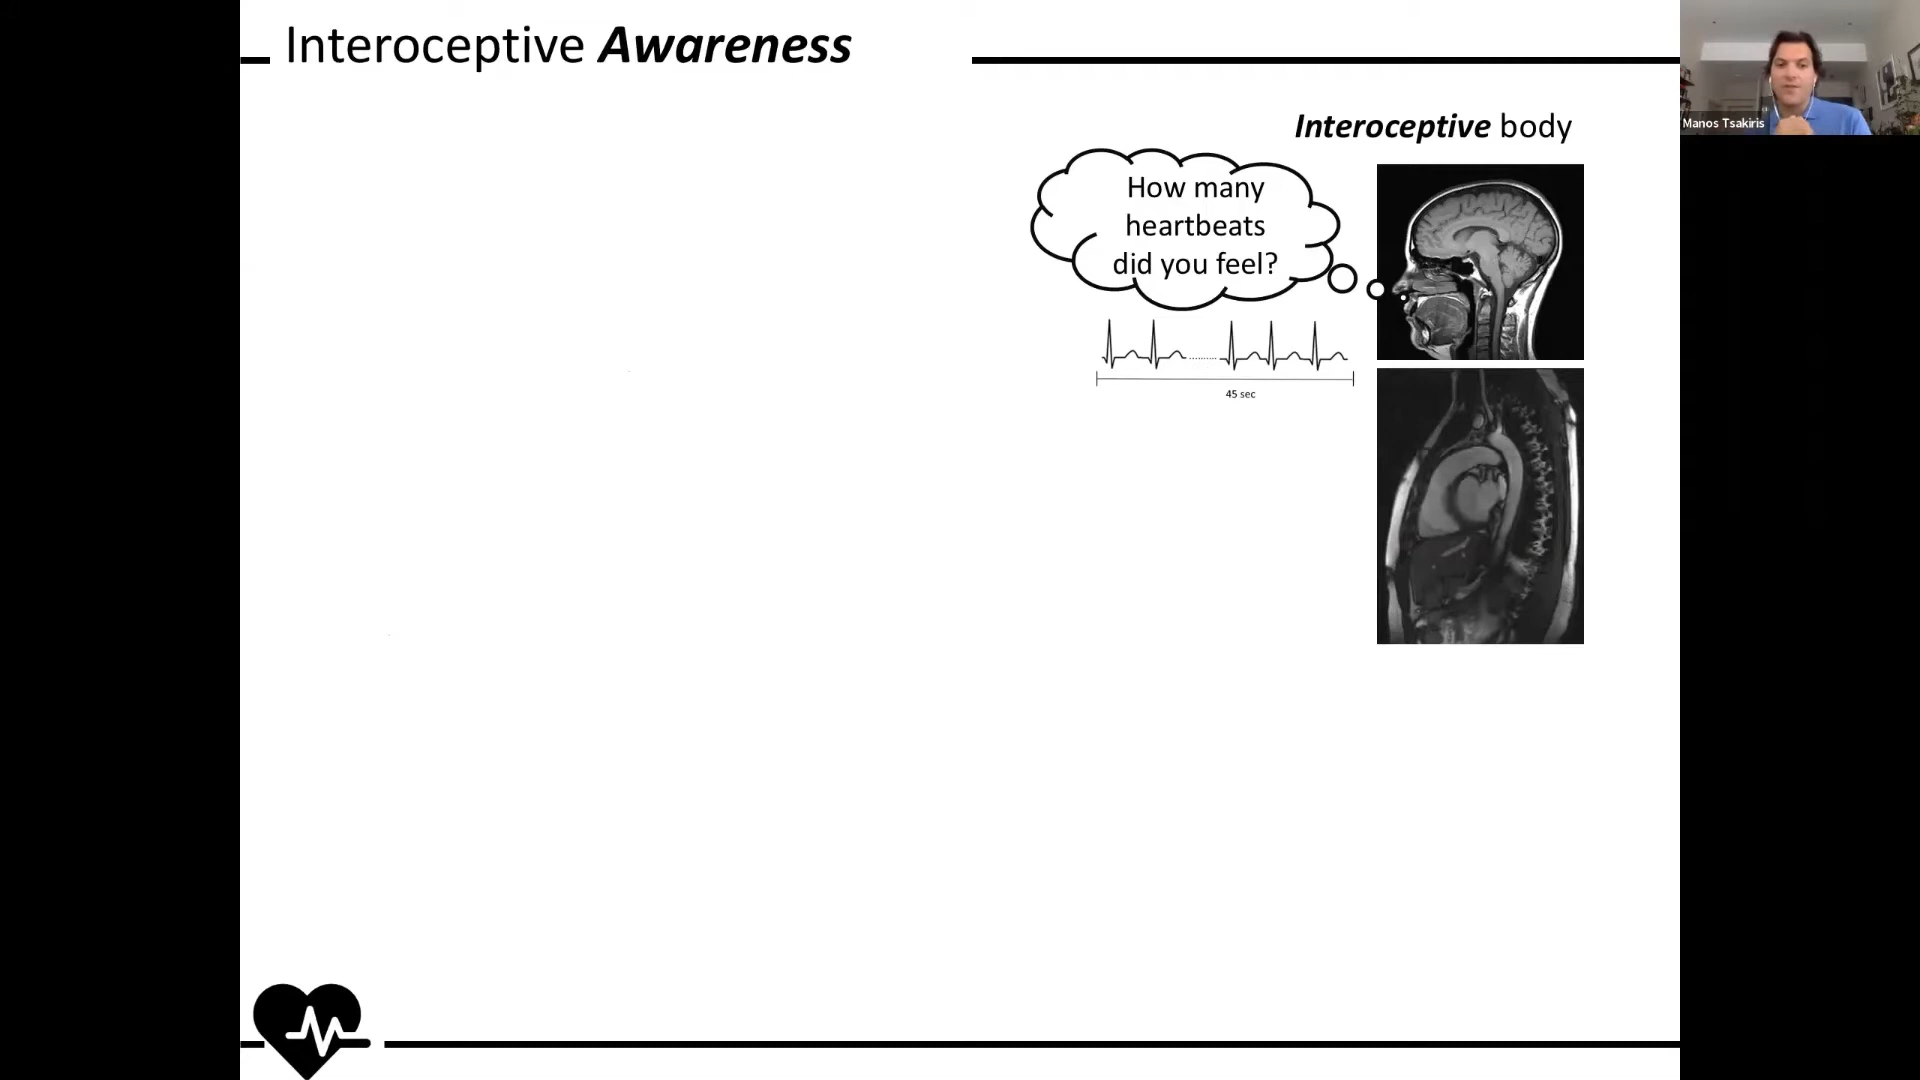 Interoceptive Awareness
Manos Tsakiris
Interoceptive body
How many
heartbeats
did you feel?
45 sec